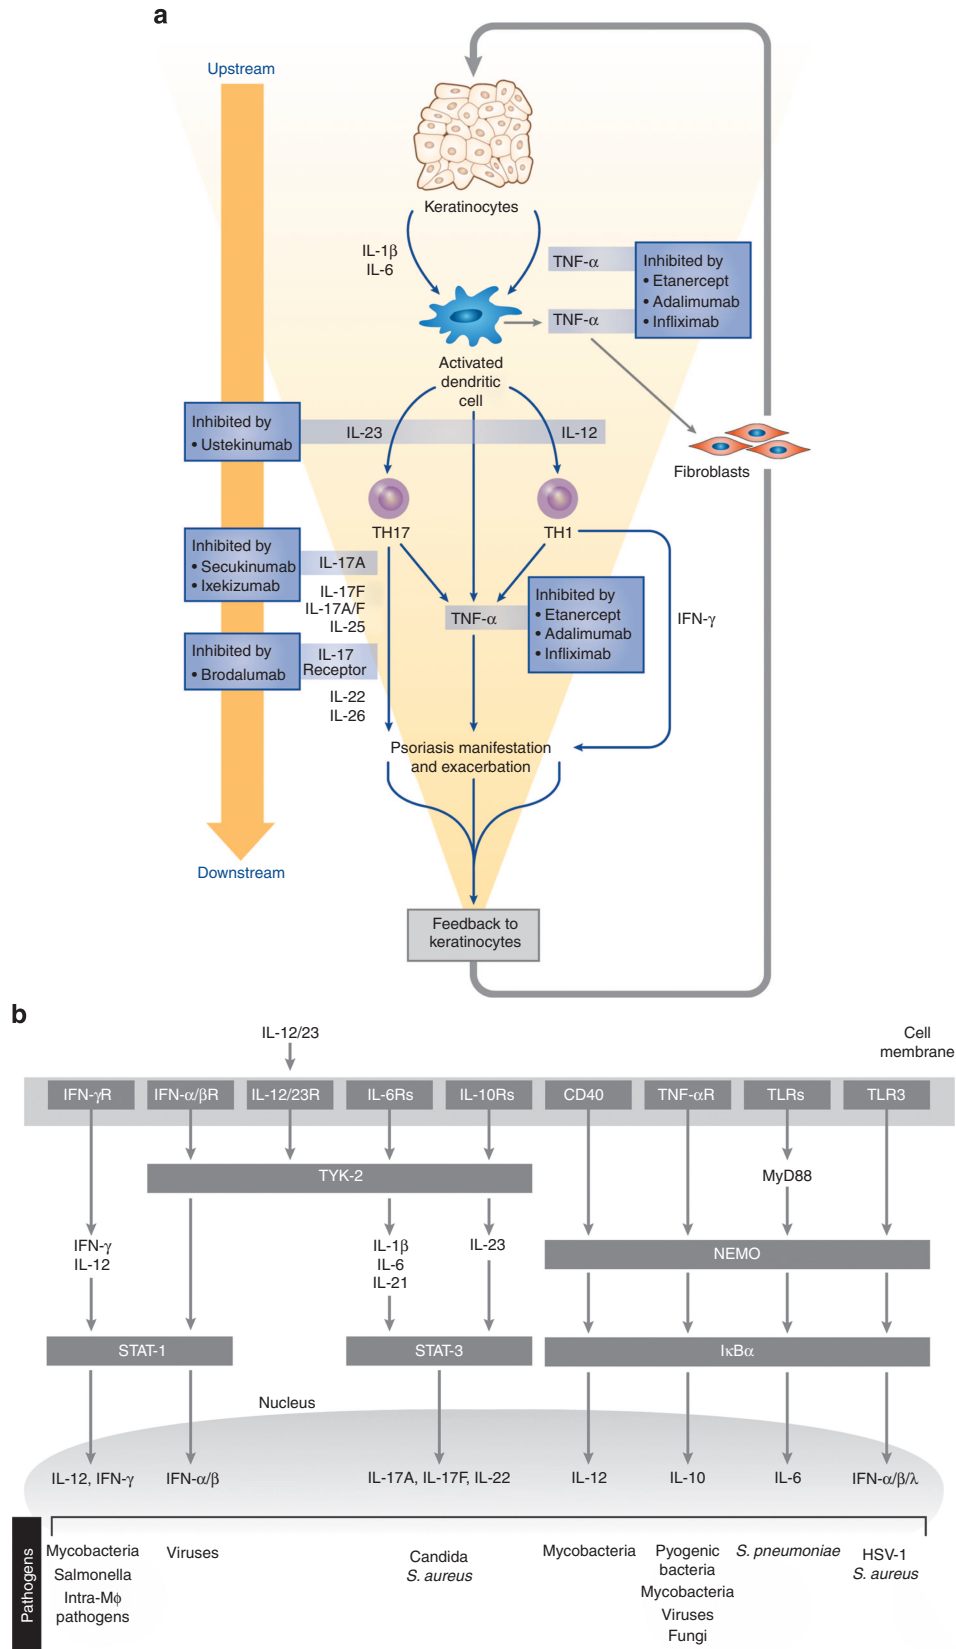 a
Upstream
Keratinocytes
IL-1β
IL-6
TNF-α
Inhibited by
• Etanercept
• Adalimumab
• Infliximab
TNF-α
Activated
dendritic
cell
Inhibited by
• Ustekinumab
IL-23
IL-12
Fibroblasts
TH17
TH1
Inhibited by
• Secukinumab
• Ixekizumab
IL-17A
IL-17F
IL-17A/F
IL-25
TNF-α
Inhibited by
• Etanercept
• Adalimumab
• Infliximab
IFN-γ
Inhibited by
• Brodalumab
IL-17
Receptor
IL-22
IL-26
Psoriasis manifestation
and exacerbation
Downstream
Feedback to
keratinocytes
b
IL-12/23
Cell
membrane
IFN-γR
IFN-α/βR
IL-12/23R
IL-6Rs
IL-10Rs
CD40
TNF-αR
TLRs
TLR3
TYK-2
MyD88
IFN-γ
IL-12
IL-1β
IL-6
IL-21
IL-23
NEMO
STAT-1
STAT-3
IκBα
Nucleus
IL-12, IFN-γ
IFN-α/β
IL-17A, IL-17F, IL-22
IL-12
IL-10
IL-6
IFN-α/β/λ
Pathogens
Mycobacteria
Salmonella
Intra-Mϕ
pathogens
Viruses
Candida
S. aureus
Mycobacteria
Pyogenic
bacteria
Mycobacteria
Viruses
Fungi
S. pneumoniae
HSV-1
S. aureus